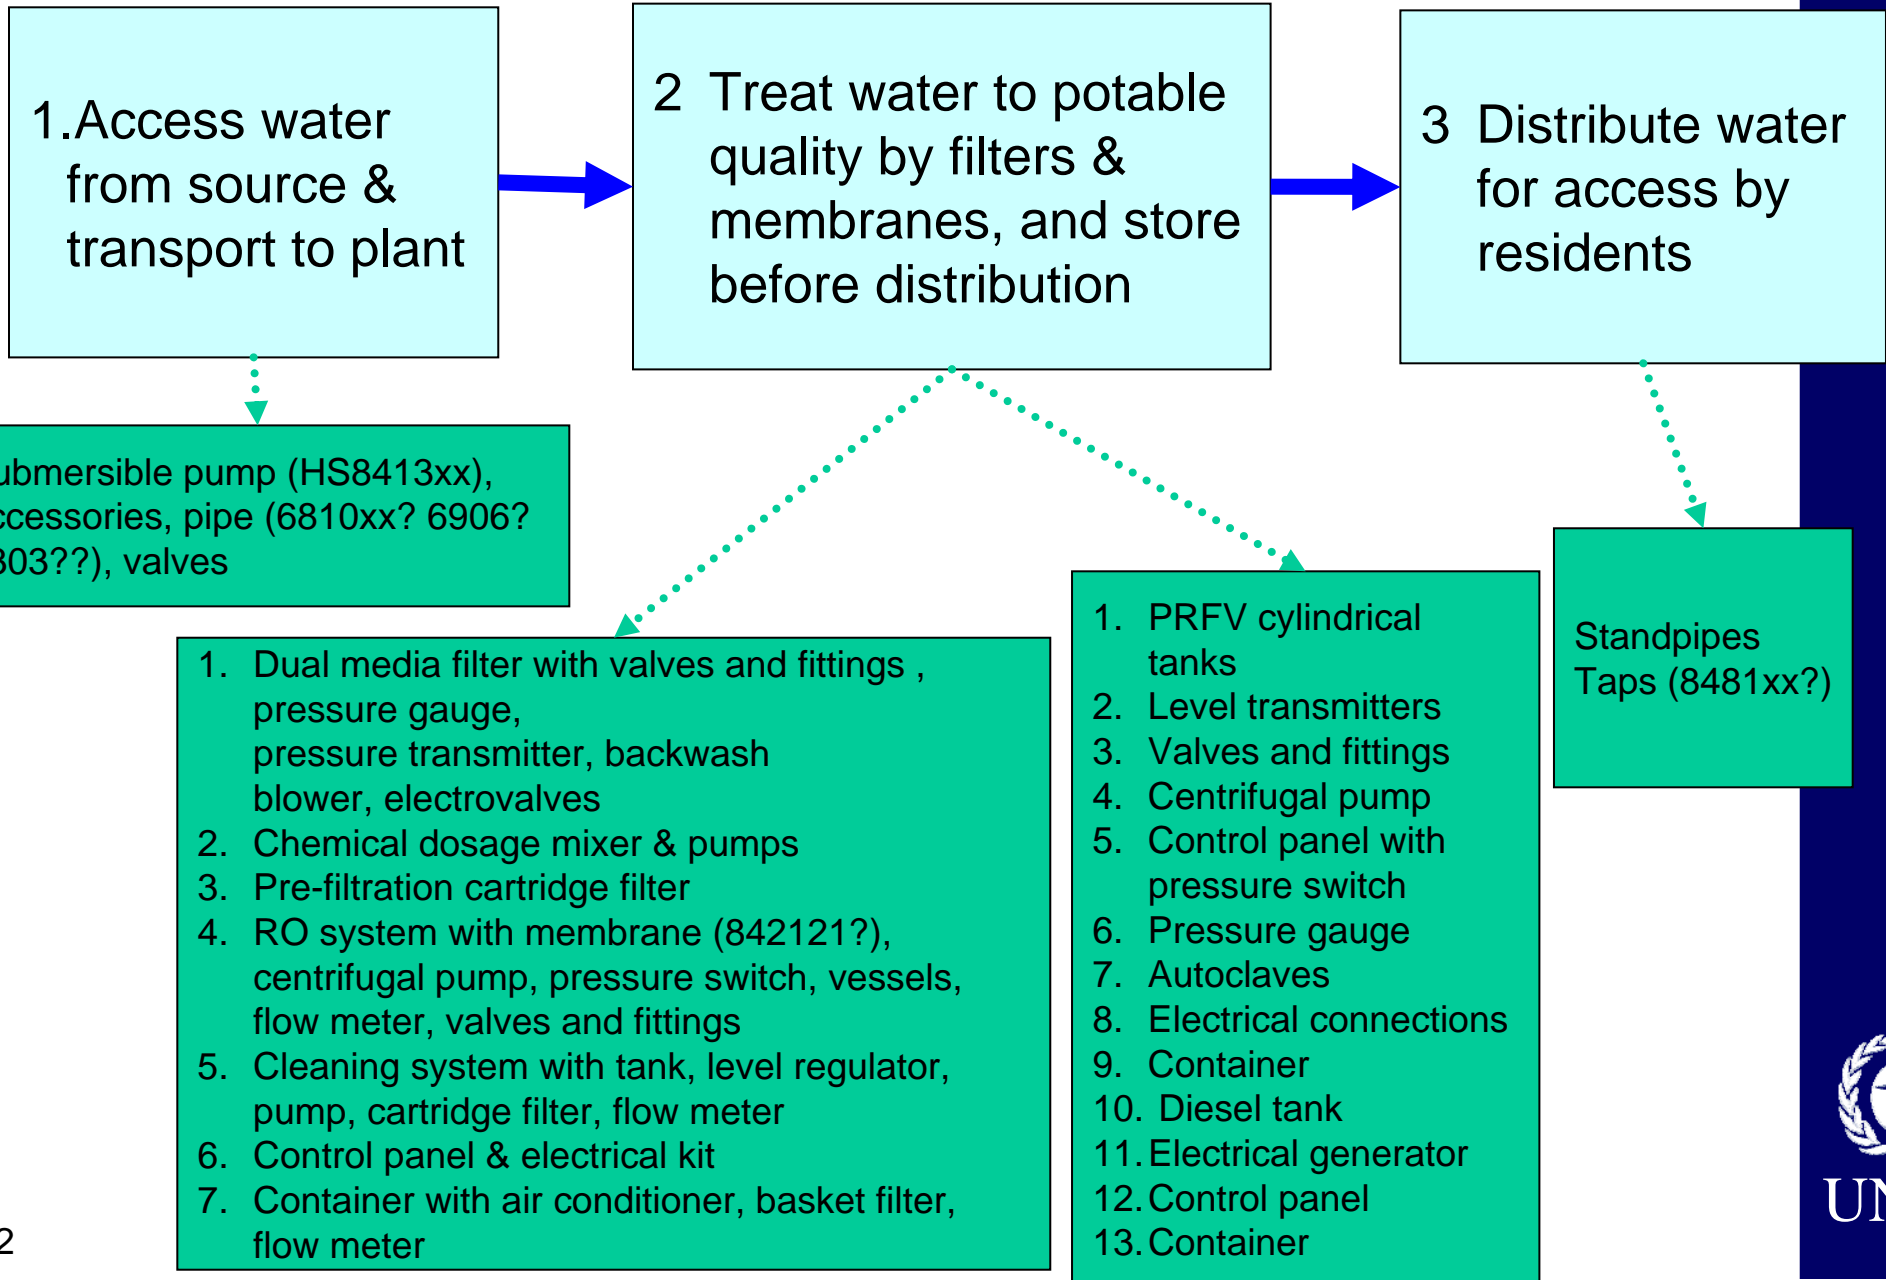 1.Access water
from source &
transport to plant
2 Treat water to potable
quality by filters &
membranes, and store
before distribution
3 Distribute water
for access by
residents
ubmersible pump (HS8413xx),
ccessories, pipe (6810xx? 6906?
303??), valves
1. Dual media filter with valves and fittings ,
pressure gauge,
pressure transmitter, backwash
blower, electrovalves
2. Chemical dosage mixer & pumps
3. Pre-filtration cartridge filter
4. RO system with membrane (842121?),
centrifugal pump, pressure switch, vessels,
flow meter, valves and fittings
5. Cleaning system with tank, level regulator,
pump, cartridge filter, flow meter
6. Control panel & electrical kit
7. Container with air conditioner, basket filter,
flow meter
1. PRFV cylindrical
tanks
2. Level transmitters
3. Valves and fittings
4. Centrifugal pump
5. Control panel with
pressure switch
6. Pressure gauge
7. Autoclaves
8. Electrical connections
9. Container
10. Diesel tank
11. Electrical generator
12. Control panel
13. Container
Standpipes
Taps (8481xx?)
2